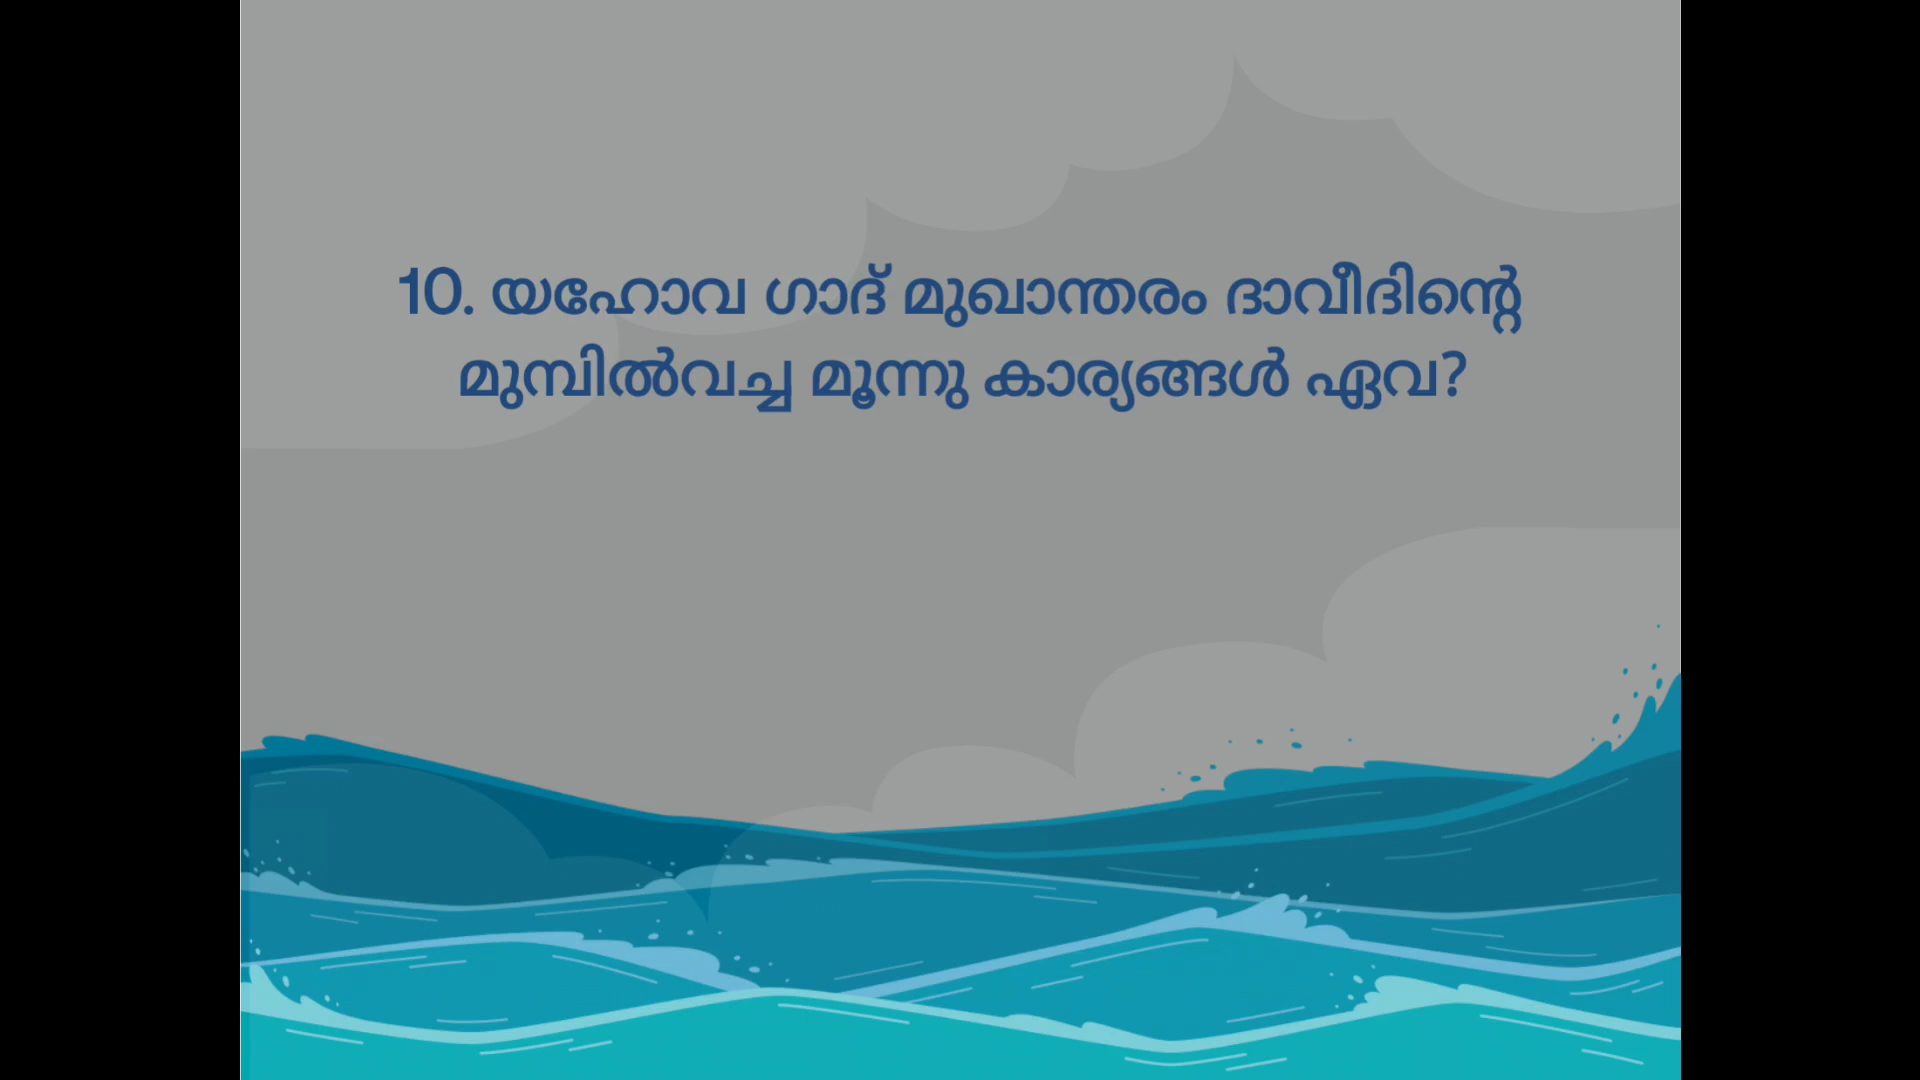 10. യഹോവ ഗാദ് മുഖാന്തരം ദാവീദിന്റെ
മുമ്പിൽവച്ച മൂന്നു കാര്യങ്ങൾ ഏവ?